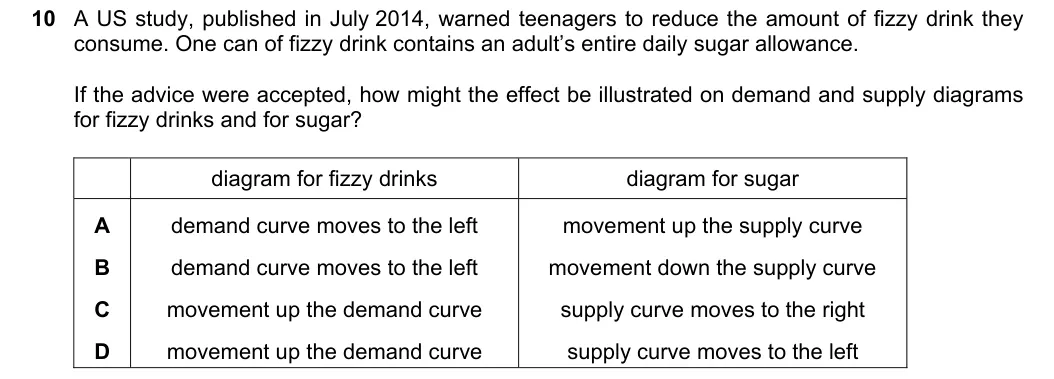 10 A US study, published in July 2014, warned teenagers to reduce the amount of fizzy drink they
consume. One can of fizzy drink contains an adult's entire daily sugar allowance.
If the advice were accepted, how might the effect be illustrated on demand and supply diagrams
for fizzy drinks and for sugar?
diagram for fizzy drinks diagram for sugar
A demand curve moves to the left movement up the supply curve
B demand curve moves to the left movement down the supply curve
C movement up the demand curve supply curve moves to the right
D movement up the demand curve supply curve moves to the left